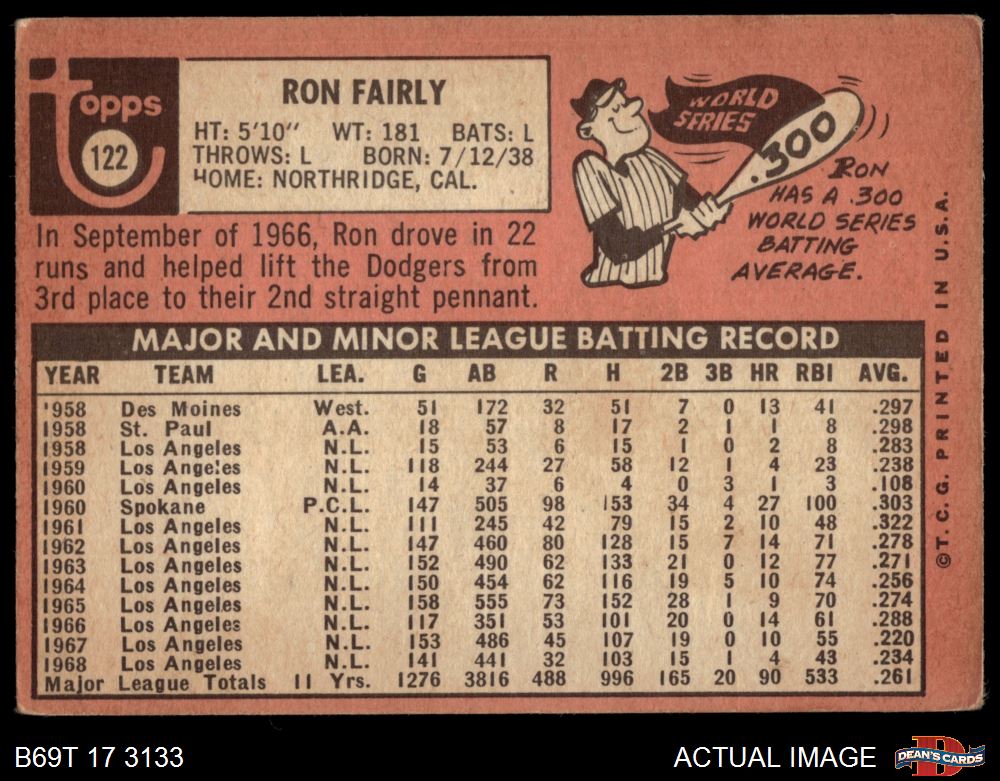 Topps
122
RON FAIRLY
HT: 5'10" WT: 181 BATS: L
THROWS: L BORN: 7/12/38
HOME: NORTHRIDGE, CAL.
In September of 1966, Ron drove in 22
runs and helped lift the Dodgers from
3rd place to their 2nd straight pennant.
WORLD
SERIES
.300
RON
HAS A .300
WORLD SERIES
BATTING
AVERAGE.
MAJOR AND MINOR LEAGUE BATTING RECORD
YEAR TEAM LEA. G AB R H 2B 3B HR RBI AVG.
'958 Des Moines West. 51 172 32 51 7 0 13 41 .297
1958 St. Paul A.A. 18 57 8 17 2 1 1 8 .298
1958 Los Angeles N.L. 15 53 6 15 1 0 2 8 .283
1959 Los Angeles N.L. 118 244 27 58 12 1 4 23 .238
1960 Los Angeles N.L. 14 37 6 4 0 3 1 3 .108
1960 Spokane P.C.L. 147 505 98 153 34 4 27 100 .303
1961 Los Angeles N.L. 111 245 42 79 15 2 10 48 .322
1962 Los Angeles N.L. 147 460 80 128 15 7 14 71 .278
1963 Los Angeles N.L. 152 490 62 133 21 0 12 77 .271
1964 Los Angeles N.L. 150 454 62 116 19 5 10 74 .256
1965 Los Angeles N.L. 158 555 73 152 28 1 9 70 .274
1966 Los Angeles N.L. 117 351 53 101 20 0 14 61 .288
1967 Los Angeles N.L. 153 486 45 107 19 0 10 55 .220
1968 Los Angeles N.L. 141 441 32 103 15 1 4 43 .234
Major League Totals 11 Yrs. 1276 3816 488 996 165 20 90 533 .261
©T.C.G. PRINTED IN U.S.A.
B69T 17 3133
ACTUAL IMAGE
D
DEAN'S CARDS